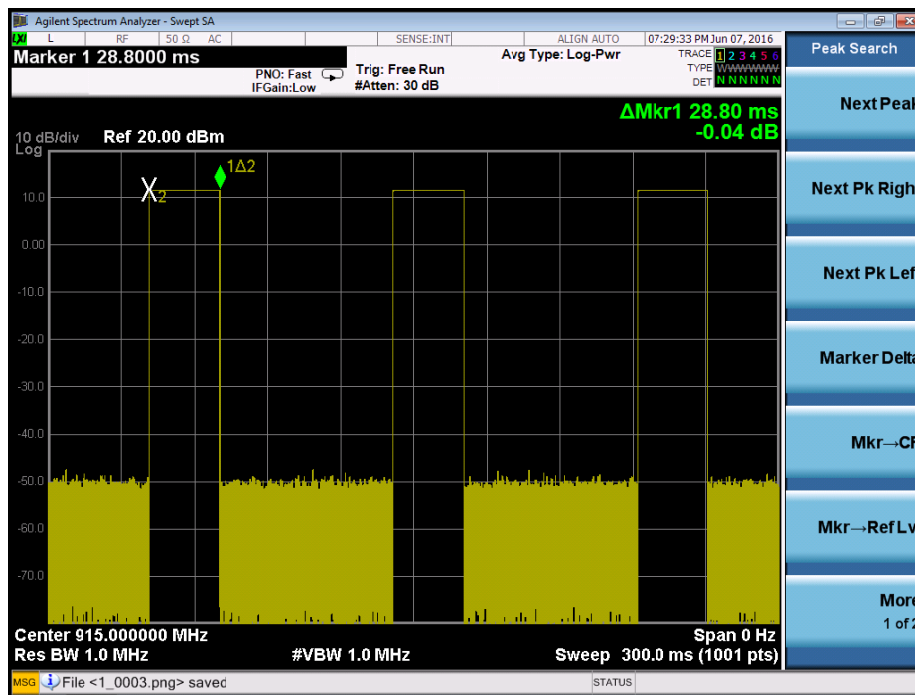 Agilent Spectrum Analyzer - Swept SA
LXI L RF 50 Ω AC SENSE:INT ALIGN AUTO 07:29:33 PM Jun 07, 2016
Marker 1 28.8000 ms
PNO: Fast
IFGain:Low
Trig: Free Run
#Atten: 30 dB
Avg Type: Log-Pwr
TRACE 1 2 3 4 5 6
TYPE WWWWWW
DET N N N N N N
ΔMkr1 28.80 ms
-0.04 dB
10 dB/div Ref 20.00 dBm
Log
1Δ2
X2
10.0
0.00
-10.0
-20.0
-30.0
-40.0
-50.0
-60.0
-70.0
Center 915.000000 MHz Span 0 Hz
Res BW 1.0 MHz #VBW 1.0 MHz Sweep 300.0 ms (1001 pts)
MSG File <1_0003.png> saved STATUS
Peak Search
Next Peak
Next Pk Righ
Next Pk Lef
Marker Delta
Mkr→CF
Mkr→Ref Lv
More
1 of 2